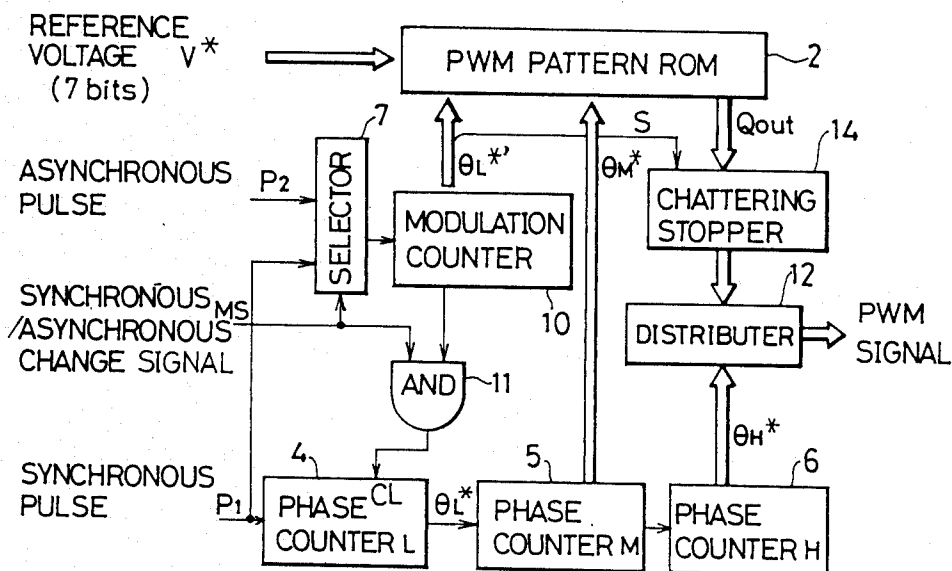 REFERENCE
VOLTAGE V*
(7 bits)
PWM PATTERN ROM
2
7
S
Qout
14
θL*'
θM*
ASYNCHRONOUS
PULSE
P2
SELECTOR
MODULATION
COUNTER
10
CHATTERING
STOPPER
12
SYNCHRONOUS
/ASYNCHRONOUS
CHANGE SIGNAL
MS
DISTRIBUTER
PWM
SIGNAL
AND
11
θH*
SYNCHRONOUS
PULSE
P1
4
PHASE CL
COUNTER L
θL*
5
PHASE
COUNTER M
6
PHASE
COUNTER H